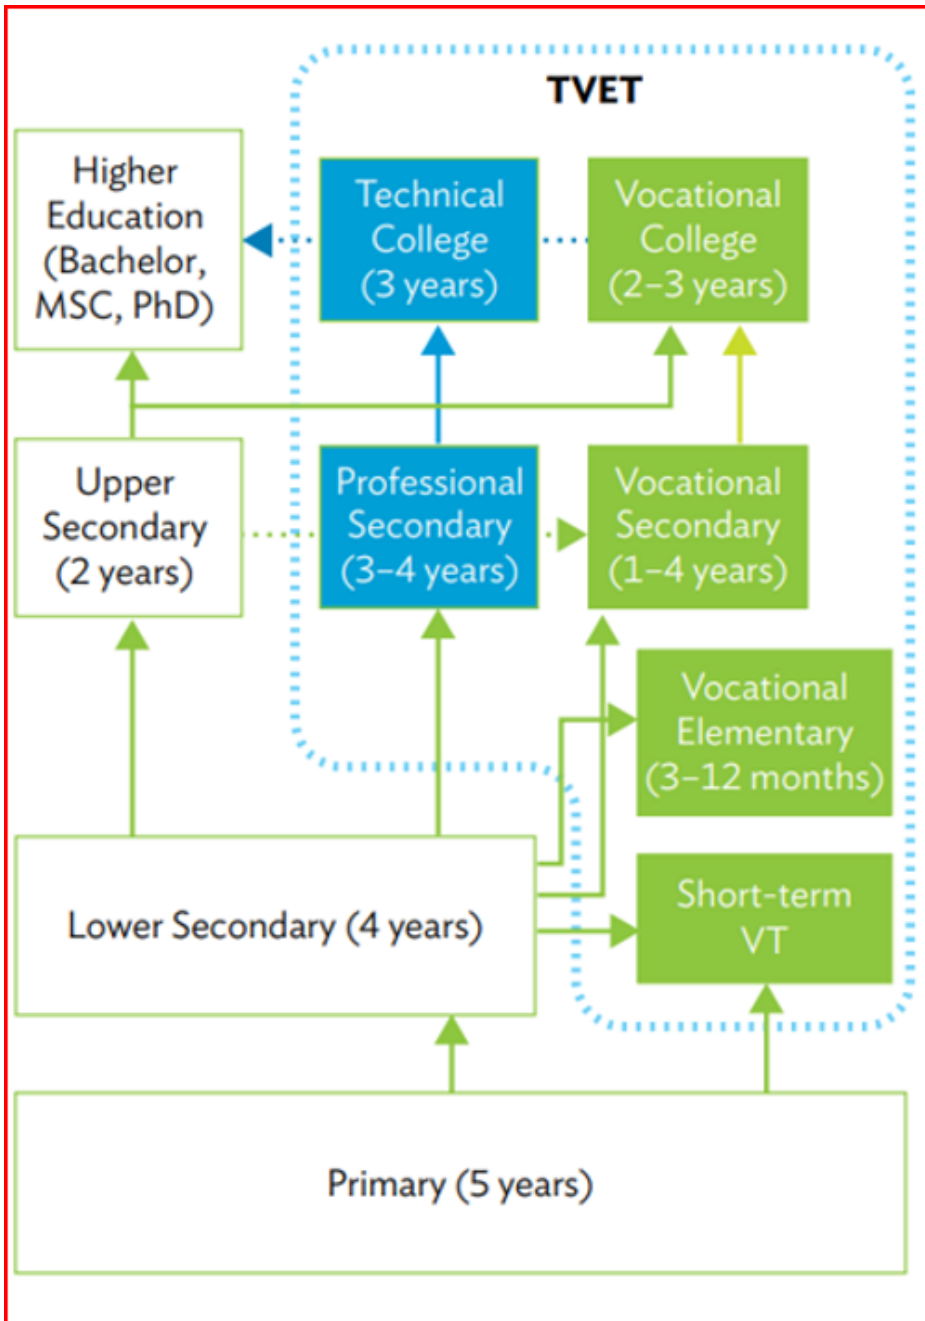 TVET
Higher
Education
(Bachelor,
MSC, PhD)
Technical
College
(3 years)
Vocational
College
(2–3 years)
Upper
Secondary
(2 years)
Professional
Secondary
(3–4 years)
Vocational
Secondary
(1–4 years)
Vocational
Elementary
(3–12 months)
Lower Secondary (4 years)
Short-term
VT
Primary (5 years)